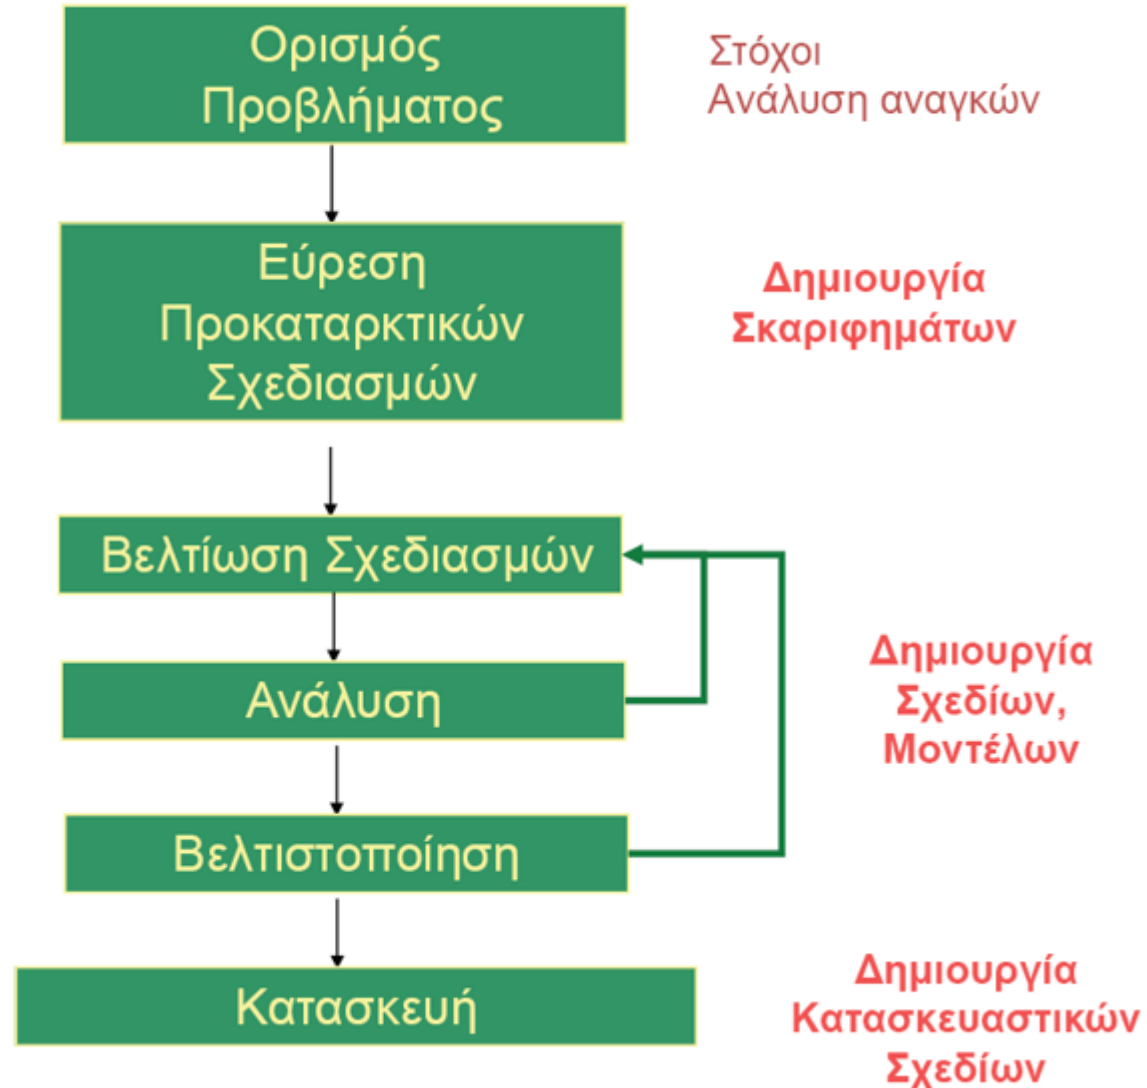 Ορισμός
Προβλήματος
Στόχοι
Ανάλυση αναγκών
Εύρεση
Προκαταρκτικών
Σχεδιασμών
Δημιουργία
Σκαριφημάτων
Βελτίωση Σχεδιασμών
Ανάλυση
Βελτιστοποίηση
Δημιουργία
Σχεδίων,
Μοντέλων
Κατασκευή
Δημιουργία
Κατασκευαστικών
Σχεδίων